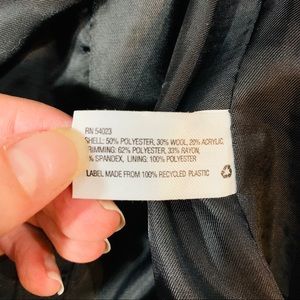 RN 54023
SHELL: 50% POLYESTER, 30% WOOL, 20% ACRYLIC,
TRIMMING: 62% POLYESTER, 33% RAYON,
% SPANDEX, LINING: 100% POLYESTER
LABEL MADE FROM 100% RECYCLED PLASTIC